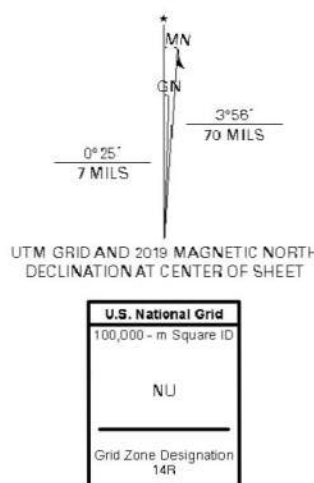 ★
MN
GN
3°56´
70 MILS
0°25´
7 MILS
UTM GRID AND 2019 MAGNETIC NORTH
DECLINATION AT CENTER OF SHEET
U.S. National Grid
100,000 - m Square ID
NU
Grid Zone Designation
14R